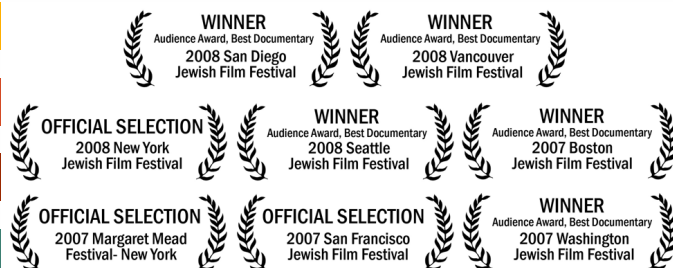 WINNER
Audience Award, Best Documentary
2008 San Diego
Jewish Film Festival
WINNER
Audience Award, Best Documentary
2008 Vancouver
Jewish Film Festival
OFFICIAL SELECTION
2008 New York
Jewish Film Festival
WINNER
Audience Award, Best Documentary
2008 Seattle
Jewish Film Festival
WINNER
Audience Award, Best Documentary
2007 Boston
Jewish Film Festival
OFFICIAL SELECTION
2007 Margaret Mead
Festival- New York
OFFICIAL SELECTION
2007 San Francisco
Jewish Film Festival
WINNER
Audience Award, Best Documentary
2007 Washington
Jewish Film Festival